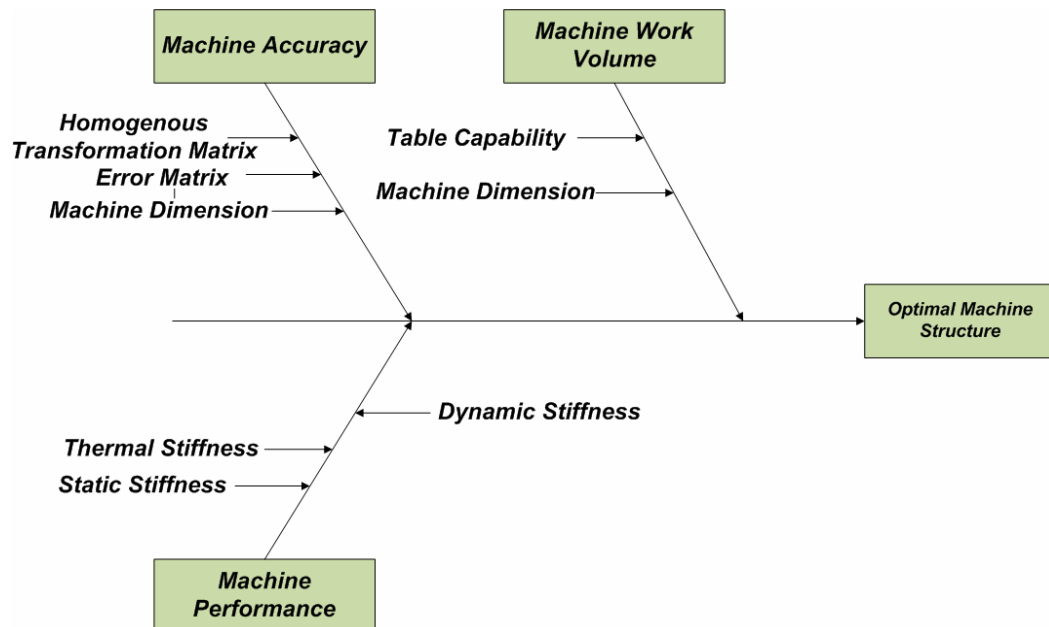 Machine Accuracy
Machine Work
Volume
Homogenous
Transformation Matrix
Error Matrix
Machine Dimension
Table Capability
Machine Dimension
Optimal Machine
Structure
Dynamic Stiffness
Thermal Stiffness
Static Stiffness
Machine
Performance